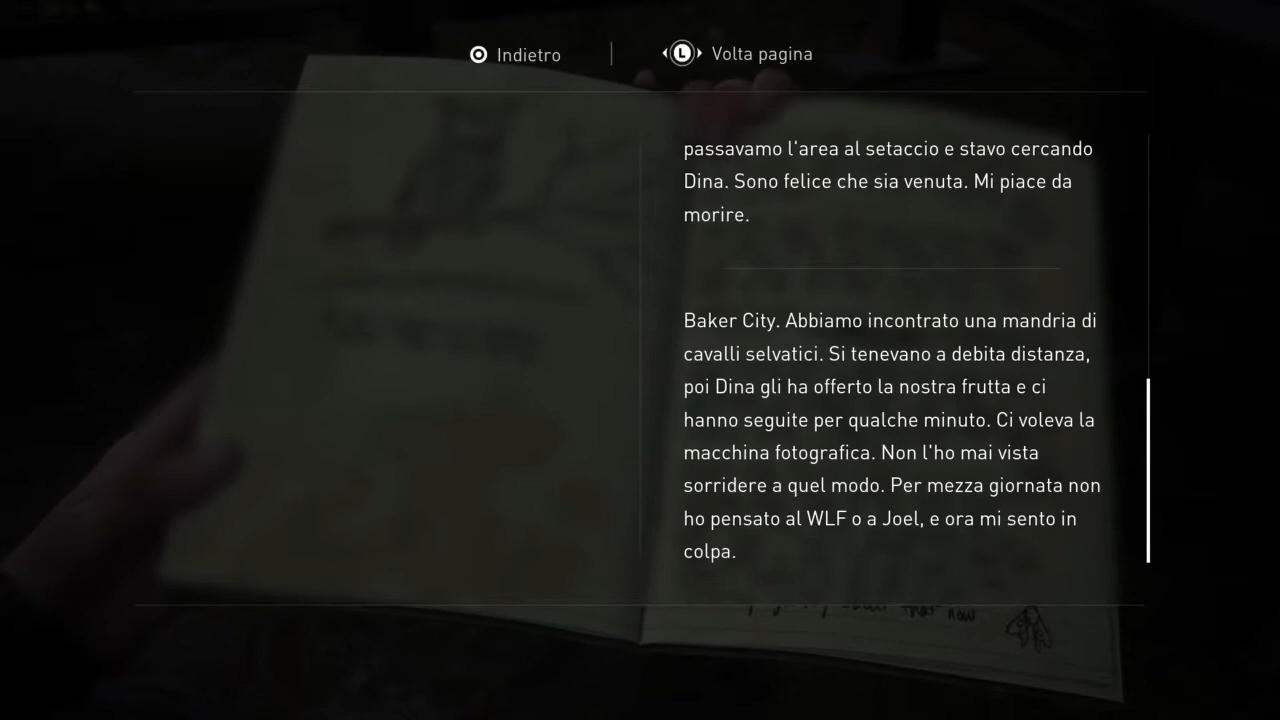 Indietro
L
Volta pagina
passavamo l'area al setaccio e stavo cercando
Dina. Sono felice che sia venuta. Mi piace da
morire.
Baker City. Abbiamo incontrato una mandria di
cavalli selvatici. Si tenevano a debita distanza,
poi Dina gli ha offerto la nostra frutta e ci
hanno seguite per qualche minuto. Ci voleva la
macchina fotografica. Non l'ho mai vista
sorridere a quel modo. Per mezza giornata non
ho pensato al WLF o a Joel, e ora mi sento in
colpa.
that now